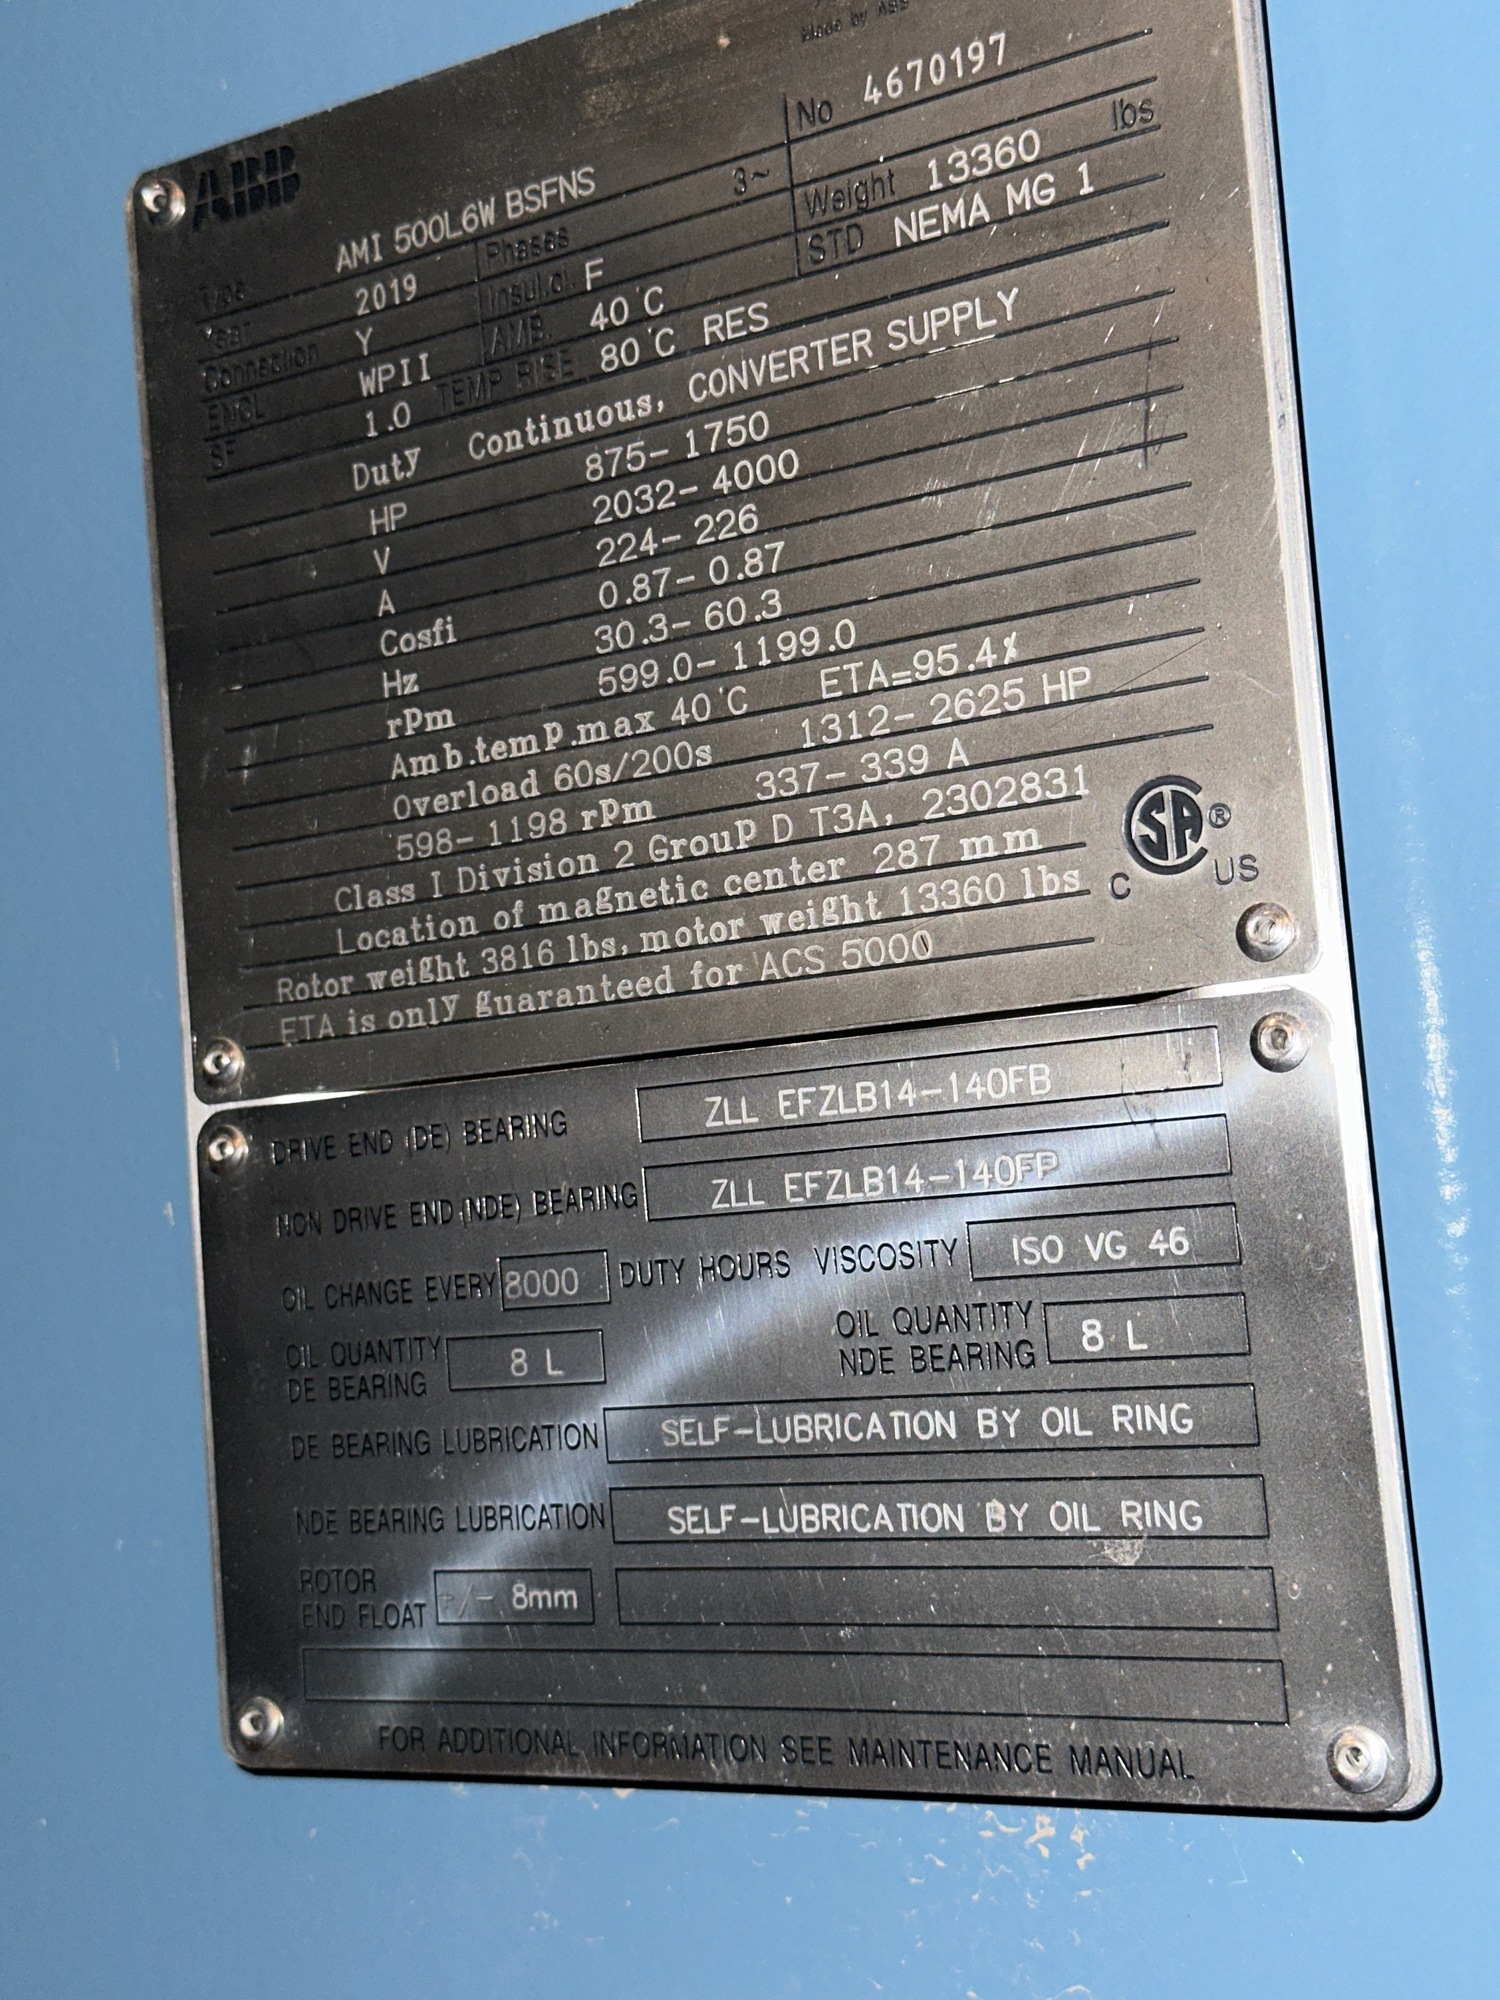 Made by ABB
ABB
No 4670197
Type AMI 500L6W BSFNS
Year 2019 Phases 3~ Weight 13360 lbs
Connection Y Insul.cl. F STD NEMA MG 1
ENCL WPII AMB. 40°C
SF 1.0 TEMP RISE 80°C RES
Duty Continuous, CONVERTER SUPPLY
HP 875- 1750
V 2032- 4000
A 224- 226
Cosfi 0.87- 0.87
Hz 30.3- 60.3
rpm 599.0- 1199.0
Amb.temp.max 40°C ETA=95.4%
Overload 60s/200s 1312- 2625 HP
598- 1198 rpm 337- 339 A
Class I Division 2 Group D T3A, 2302831
Location of magnetic center 287 mm
Rotor weight 3816 lbs, motor weight 13360 lbs
ETA is only guaranteed for ACS 5000
C SA ® US
DRIVE END (DE) BEARING ZLL EFZLB14-140FB
NON DRIVE END (NDE) BEARING ZLL EFZLB14-140FP
OIL CHANGE EVERY 8000 DUTY HOURS VISCOSITY ISO VG 46
OIL QUANTITY DE BEARING 8 L
OIL QUANTITY NDE BEARING 8 L
DE BEARING LUBRICATION SELF-LUBRICATION BY OIL RING
NDE BEARING LUBRICATION SELF-LUBRICATION BY OIL RING
ROTOR END FLOAT +/- 8mm
FOR ADDITIONAL INFORMATION SEE MAINTENANCE MANUAL